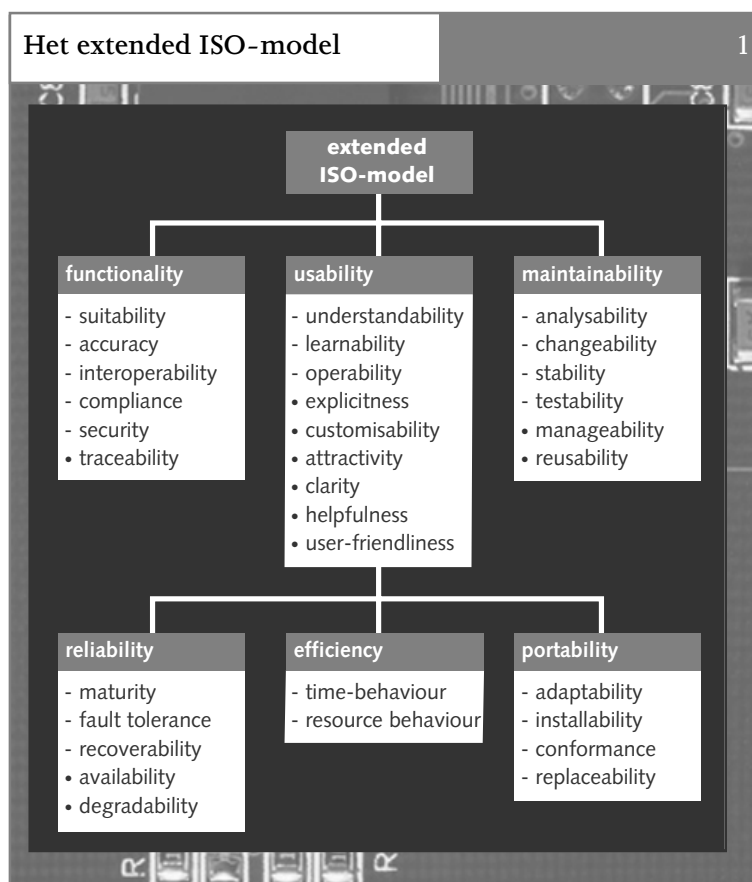 Het extended ISO-model
1
extended
ISO-model
functionality
- suitability
- accuracy
- interoperability
- compliance
- security
• traceability
usability
- understandability
- learnability
- operability
• explicitness
• customisability
• attractivity
• clarity
• helpfulness
• user-friendliness
maintainability
- analysability
- changeability
- stability
- testability
• manageability
• reusability
reliability
- maturity
- fault tolerance
- recoverability
• availability
• degradability
efficiency
- time-behaviour
- resource behaviour
portability
- adaptability
- installability
- conformance
- replaceability
R
R